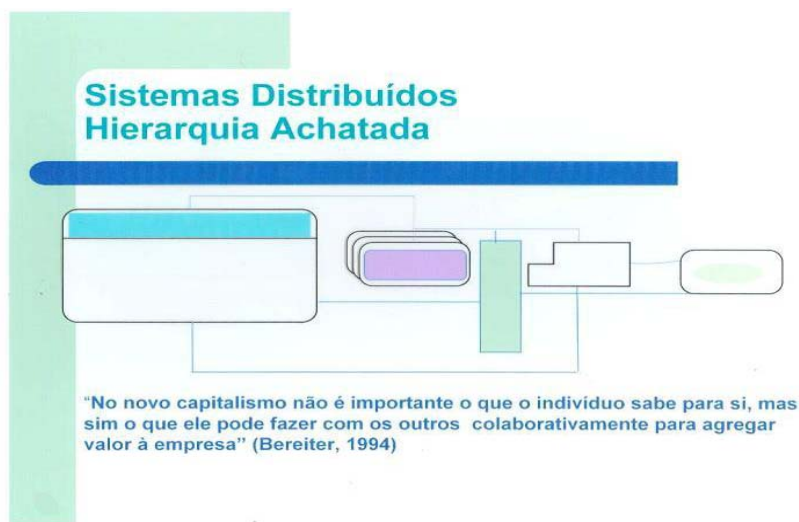 Sistemas Distribuídos
Hierarquia Achatada
“No novo capitalismo não é importante o que o indivíduo sabe para si, mas
sim o que ele pode fazer com os outros colaborativamente para agregar
valor à empresa” (Bereiter, 1994)